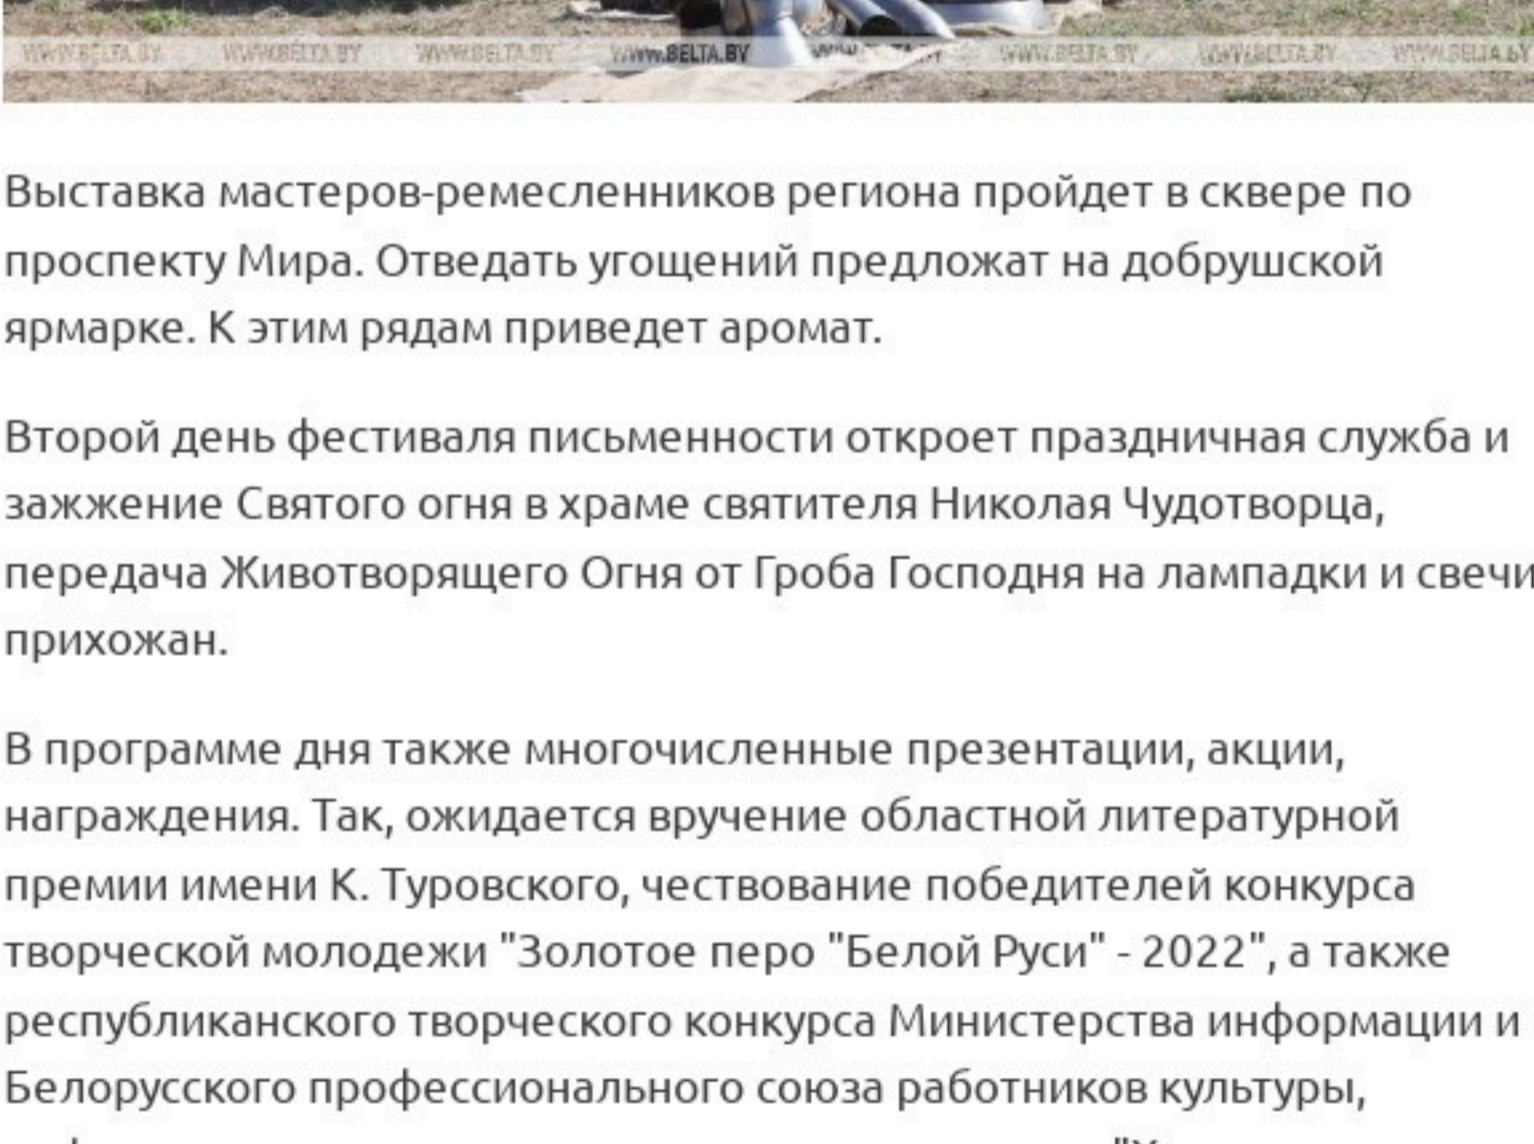 WWW.BELTA.BY WWW.BELTA.BY WWW.BELTA.BY WWW.BELTA.BY WWW.BELTA.BY WWW.BELTA.BY WWW.BELTA.BY WWW.BELTA.BY
Выставка мастеров-ремесленников региона пройдет в сквере по
проспекту Мира. Отведать угощений предложат на добрушской
ярмарке. К этим рядам приведет аромат.
Второй день фестиваля письменности откроет праздничная служба и
зажжение Святого огня в храме святителя Николая Чудотворца,
передача Животворящего Огня от Гроба Господня на лампадки и свечи
прихожан.
В программе дня также многочисленные презентации, акции,
награждения. Так, ожидается вручение областной литературной
премии имени К. Туровского, чествование победителей конкурса
творческой молодежи "Золотое перо "Белой Руси" - 2022", а также
республиканского творческого конкурса Министерства информации и
Белорусского профессионального союза работников культуры,